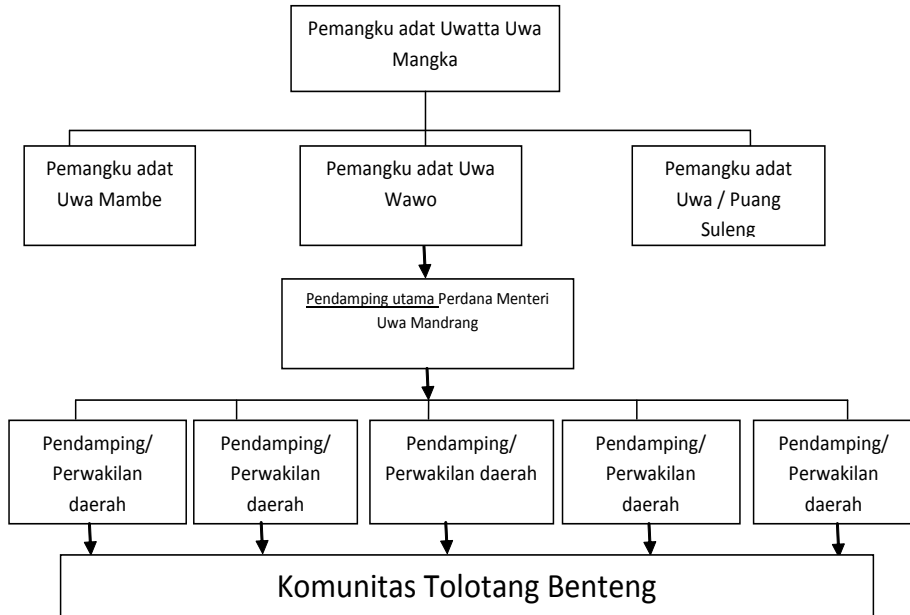 Pemangku adat Uwatta Uwa
Mangka
Pemangku adat
Uwa Mambe
Pemangku adat Uwa
Wawo
Pemangku adat
Uwa / Puang
Suleng
Pendamping utama Perdana Menteri
Uwa Mandrang
Pendamping/
Perwakilan
daerah
Pendamping/
Perwakilan
daerah
Pendamping/
Perwakilan daerah
Pendamping/
Perwakilan
daerah
Pendamping/
Perwakilan
daerah
Komunitas Tolotang Benteng